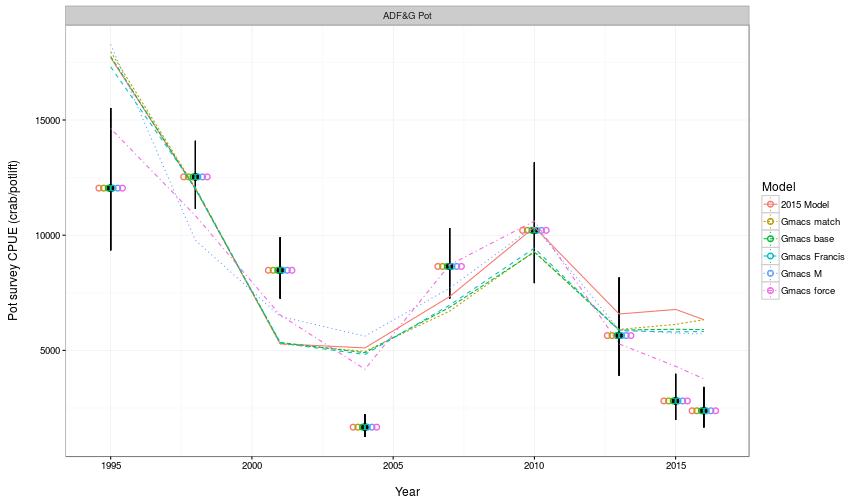 ADF&G Pot
Pot survey CPUE (crab/potlift)
15000
10000
5000
1995
2000
2005
2010
2015
Year
Model
2015 Model
Gmacs match
Gmacs base
Gmacs Francis
Gmacs M
Gmacs force